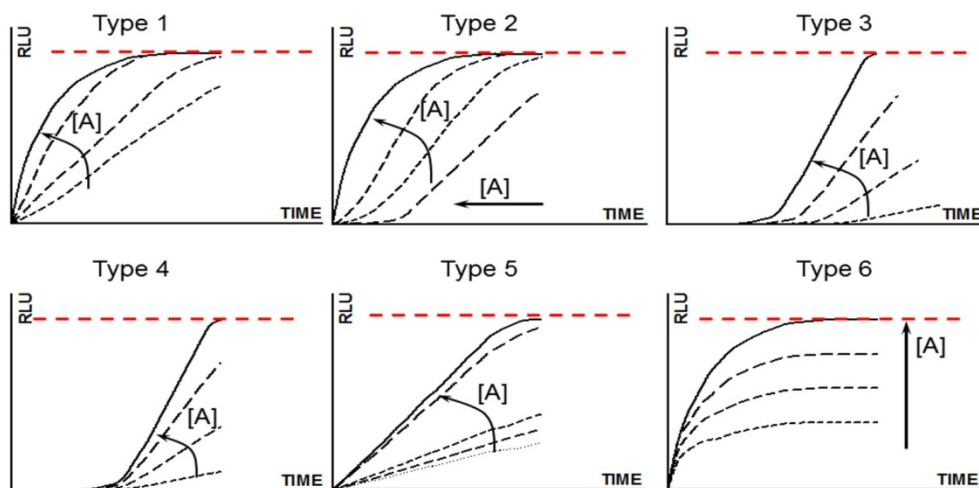 Type 1
RLU
[A]
TIME
Type 2
RLU
[A]
[A]
TIME
Type 3
RLU
[A]
TIME
Type 4
RLU
[A]
TIME
Type 5
RLU
[A]
TIME
Type 6
RLU
[A]
TIME